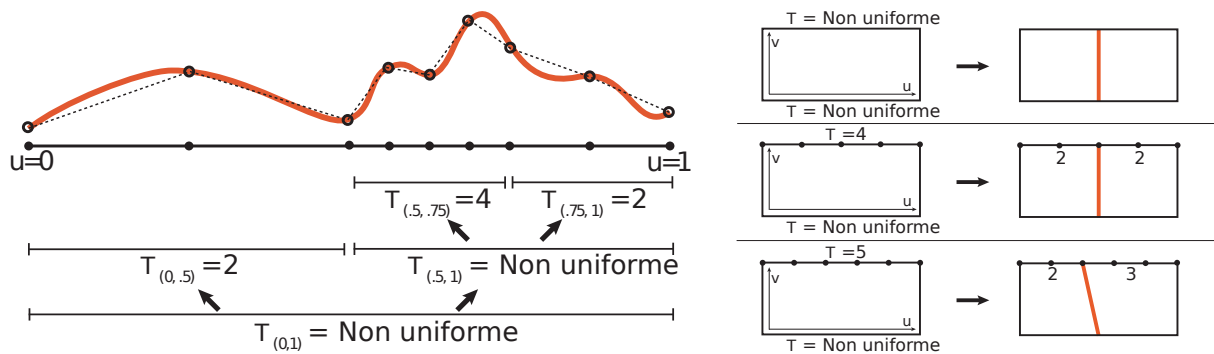 u=0
u=1
T(.5, .75) =4
T(.75, 1) =2
T(0, .5) =2
T(.5, 1) = Non uniforme
T(0,1) = Non uniforme
T = Non uniforme
v
u
T = Non uniforme
T =4
v
u
2
2
T = Non uniforme
T =5
v
u
2
3
T = Non uniforme